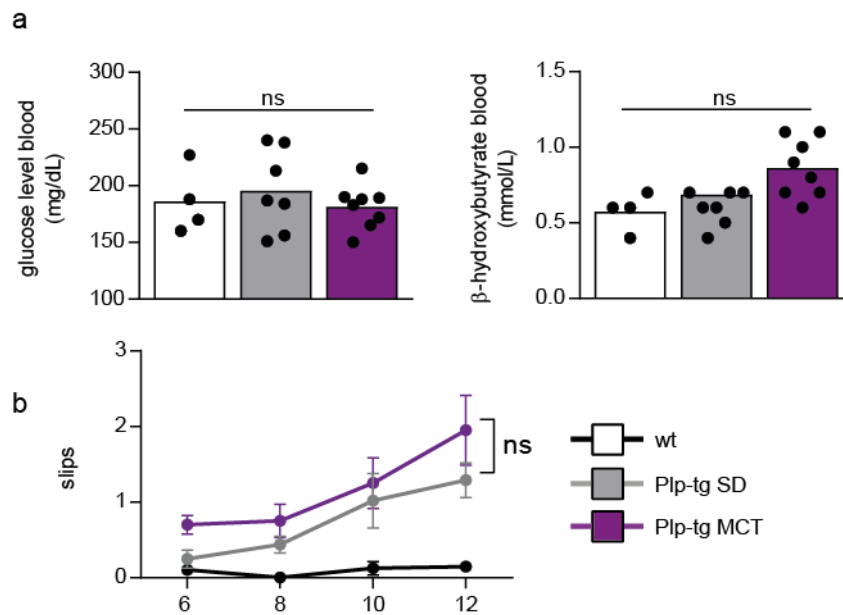 a
glucose level blood
(mg/dL)
300
250
200
150
100
ns
β-hydroxybutyrate blood
(mmol/L)
1.5
1.0
0.5
0.0
ns
b
slips
3
2
1
0
6 8 10 12
ns
wt
Plp-tg SD
Plp-tg MCT